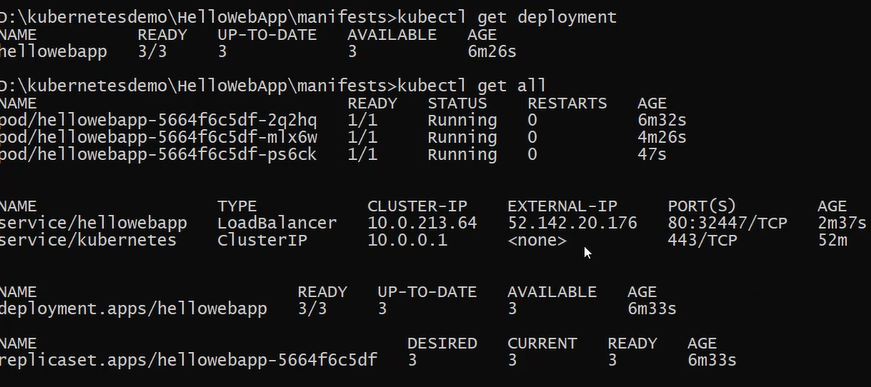 D:\kubernetesdemo\HelloWebApp\manifests>kubectl get deployment
NAME READY UP-TO-DATE AVAILABLE AGE
hellowebapp 3/3 3 3 6m26s
D:\kubernetesdemo\HelloWebApp\manifests>kubectl get all
NAME READY STATUS RESTARTS AGE
pod/hellowebapp-5664f6c5df-2q2hq 1/1 Running 0 6m32s
pod/hellowebapp-5664f6c5df-mlx6w 1/1 Running 0 4m26s
pod/hellowebapp-5664f6c5df-ps6ck 1/1 Running 0 47s
NAME TYPE CLUSTER-IP EXTERNAL-IP PORT(S) AGE
service/hellowebapp LoadBalancer 10.0.213.64 52.142.20.176 80:32447/TCP 2m37s
service/kubernetes ClusterIP 10.0.0.1 <none> 443/TCP 52m
NAME READY UP-TO-DATE AVAILABLE AGE
deployment.apps/hellowebapp 3/3 3 3 6m33s
NAME DESIRED CURRENT READY AGE
replicaset.apps/hellowebapp-5664f6c5df 3 3 3 6m33s